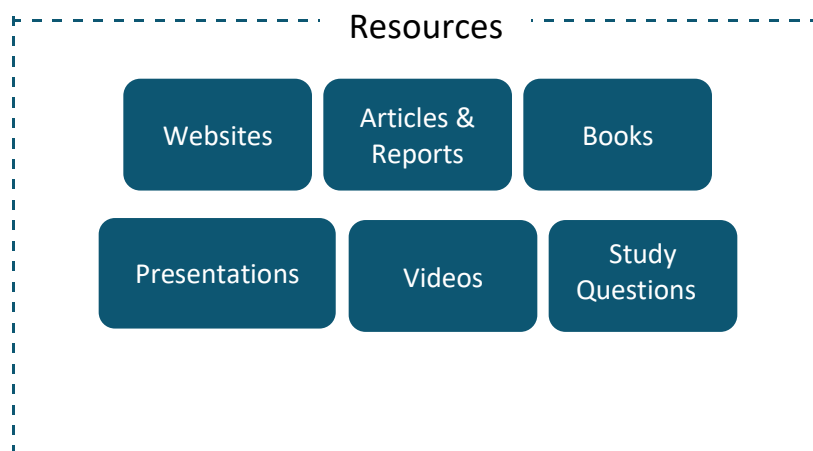 Resources
Websites
Articles &
Reports
Books
Presentations
Videos
Study
Questions